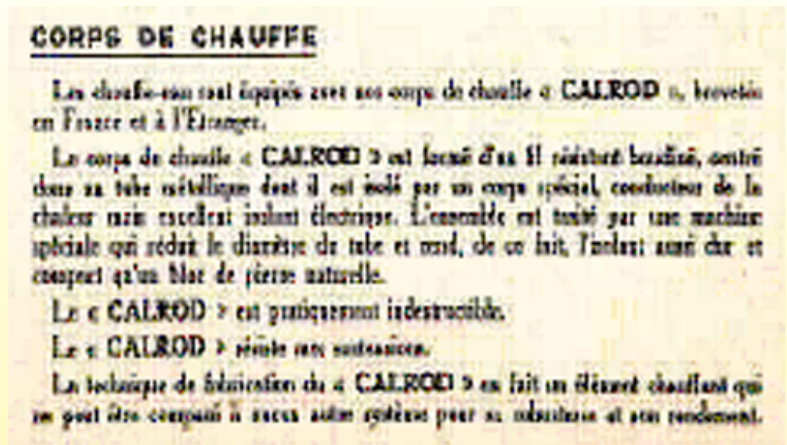 CORPS DE CHAUFFE
Les chauffe-eau sont équipés avec nos corps de chauffe « CALROD », brevetés
en France et à l'Etranger.
Le corps de chauffe « CALROD » est formé d'un fil résistant boudiné, centré
dans un tube métallique dont il est isolé par un corps spécial, conducteur de la
chaleur mais excellent isolant électrique. L'ensemble est traité par une machine
spéciale qui réduit le diamètre du tube et rend, de ce fait, l'isolant aussi dur et
compact qu'un bloc de pierre naturelle.
Le « CALROD » est pratiquement indestructible.
Le « CALROD » résiste aux
La technique de fabrication du « CALROD » en fait un élément chauffant qui
ne peut être comparé à aucun autre système pour sa robustesse et son rendement.